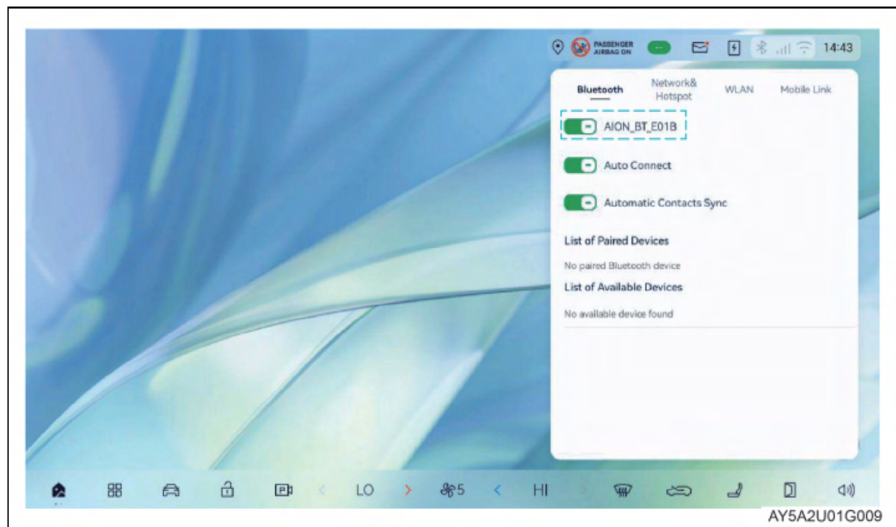 PASSENGER
AIRBAG ON
14:43
Bluetooth
Network&
Hotspot
WLAN
Mobile Link
AION_BT_E01B
Auto Connect
Automatic Contacts Sync
List of Paired Devices
No paired Bluetooth device
List of Available Devices
No available device found
LO
5
HI
AY5A2U01G009